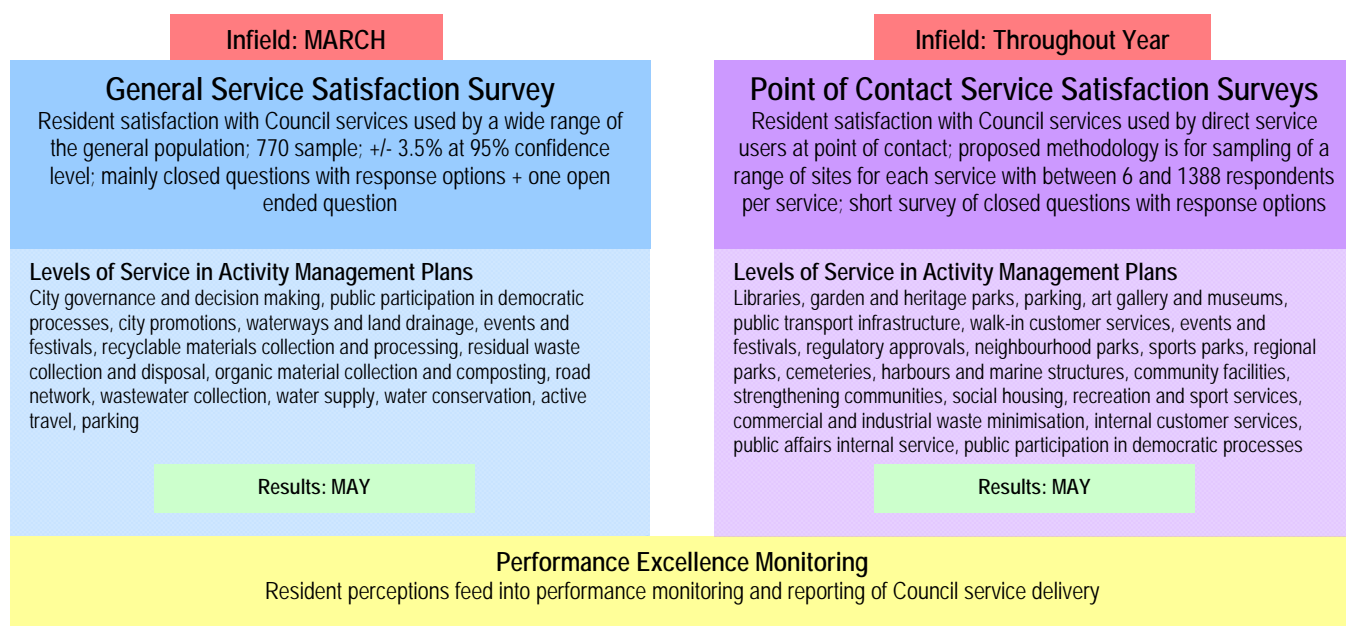 Infield: MARCH
General Service Satisfaction Survey
Resident satisfaction with Council services used by a wide range of
the general population; 770 sample; +/- 3.5% at 95% confidence
level; mainly closed questions with response options + one open
ended question
Levels of Service in Activity Management Plans
City governance and decision making, public participation in democratic
processes, city promotions, waterways and land drainage, events and
festivals, recyclable materials collection and processing, residual waste
collection and disposal, organic material collection and composting, road
network, wastewater collection, water supply, water conservation, active
travel, parking
Results: MAY
Infield: Throughout Year
Point of Contact Service Satisfaction Surveys
Resident satisfaction with Council services used by direct service
users at point of contact; proposed methodology is for sampling of a
range of sites for each service with between 6 and 1388 respondents
per service; short survey of closed questions with response options
Levels of Service in Activity Management Plans
Libraries, garden and heritage parks, parking, art gallery and museums,
public transport infrastructure, walk-in customer services, events and
festivals, regulatory approvals, neighbourhood parks, sports parks, regional
parks, cemeteries, harbours and marine structures, community facilities,
strengthening communities, social housing, recreation and sport services,
commercial and industrial waste minimisation, internal customer services,
public affairs internal service, public participation in democratic processes
Results: MAY
Performance Excellence Monitoring
Resident perceptions feed into performance monitoring and reporting of Council service delivery